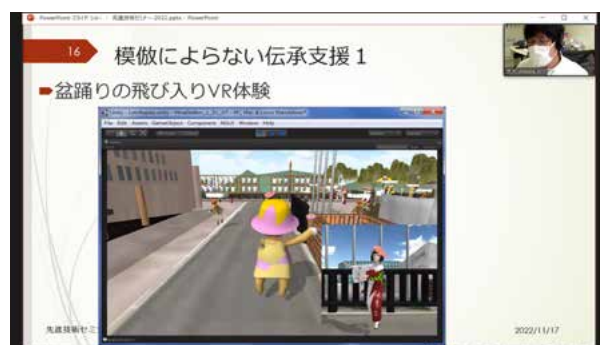 16
模倣によらない伝承支援 1
➡盆踊りの飛び入りVR体験
File Edit Assets GameObject Component Window Help
先進技術セミ
2022/11/17